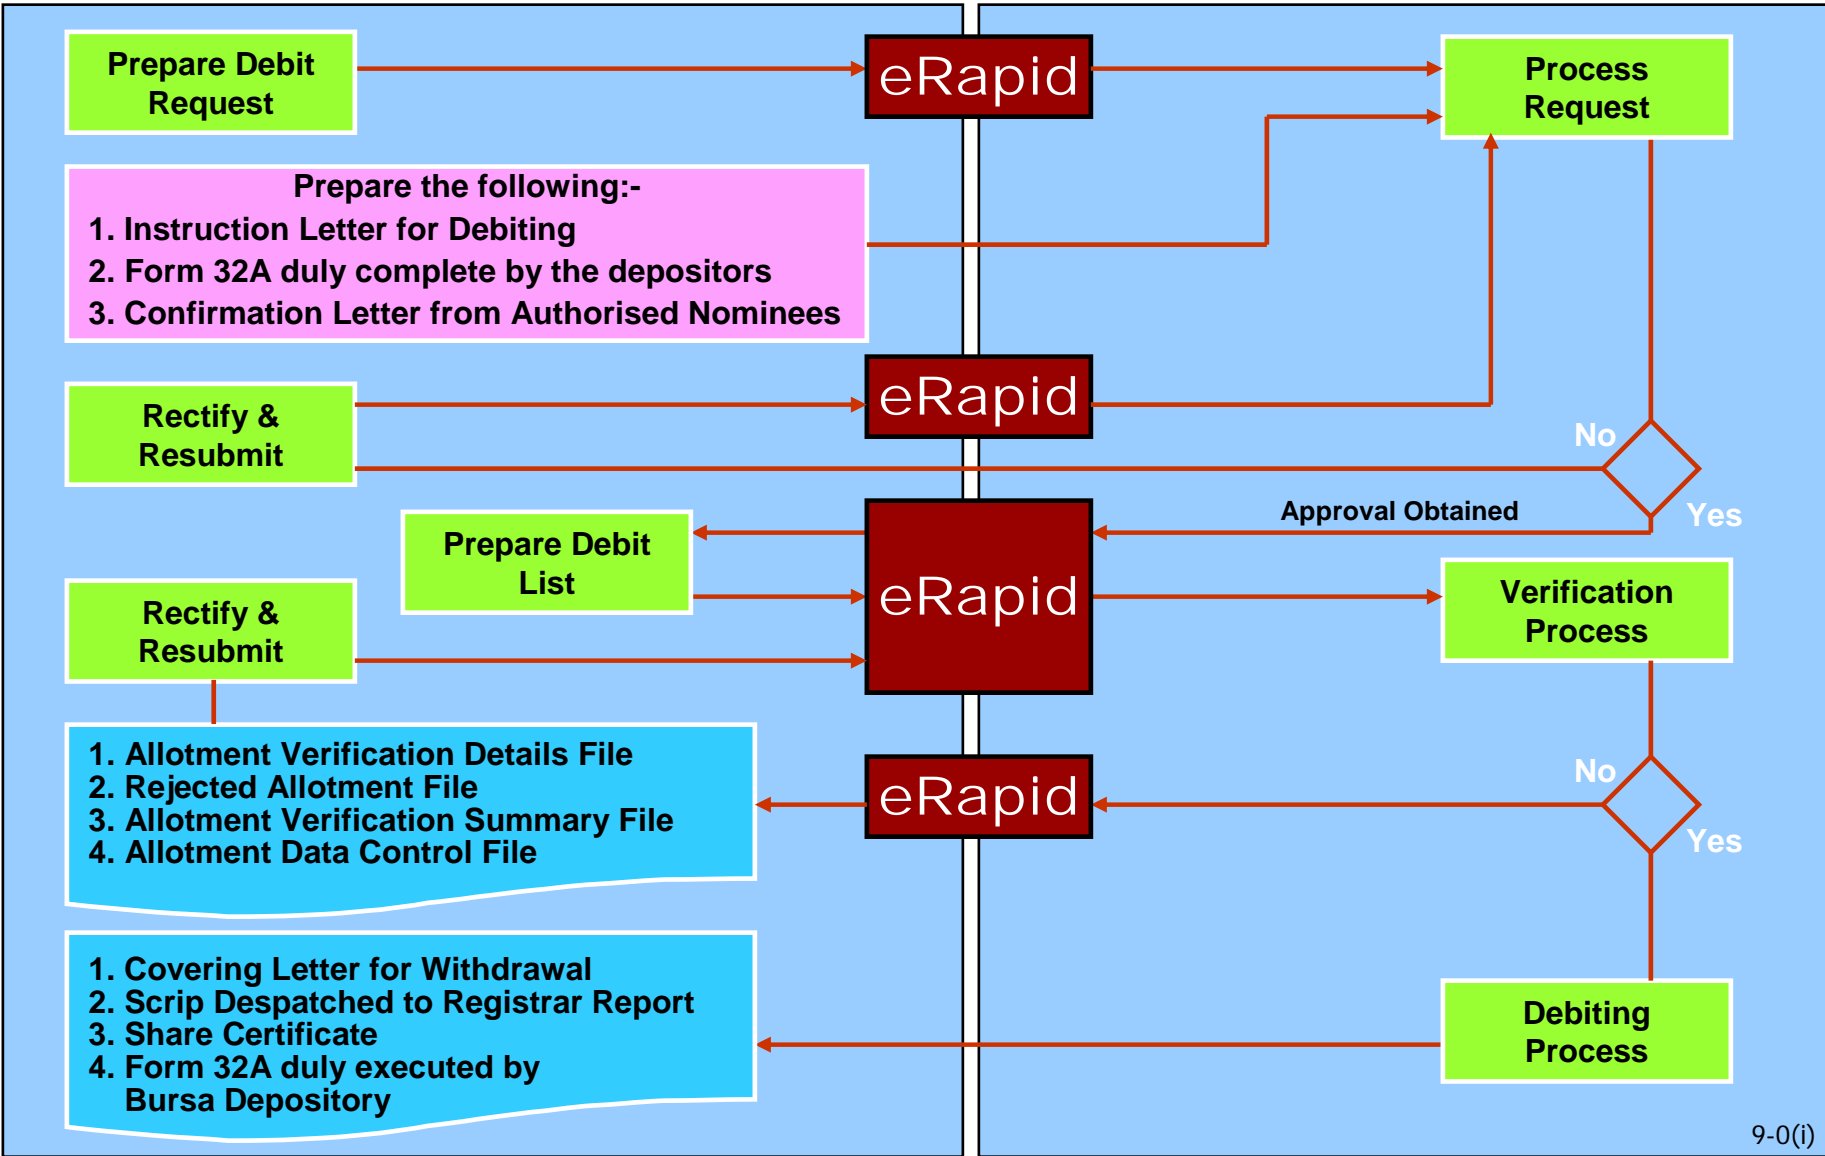 Prepare Debit
Request
eRapid
Process
Request
Prepare the following:-
1. Instruction Letter for Debiting
2. Form 32A duly complete by the depositors
3. Confirmation Letter from Authorised Nominees
Rectify &
Resubmit
eRapid
No
Yes
Approval Obtained
Prepare Debit
List
eRapid
Verification
Process
Rectify &
Resubmit
1. Allotment Verification Details File
2. Rejected Allotment File
3. Allotment Verification Summary File
4. Allotment Data Control File
eRapid
No
Yes
1. Covering Letter for Withdrawal
2. Scrip Despatched to Registrar Report
3. Share Certificate
4. Form 32A duly executed by
Bursa Depository
Debiting
Process
9-0(i)